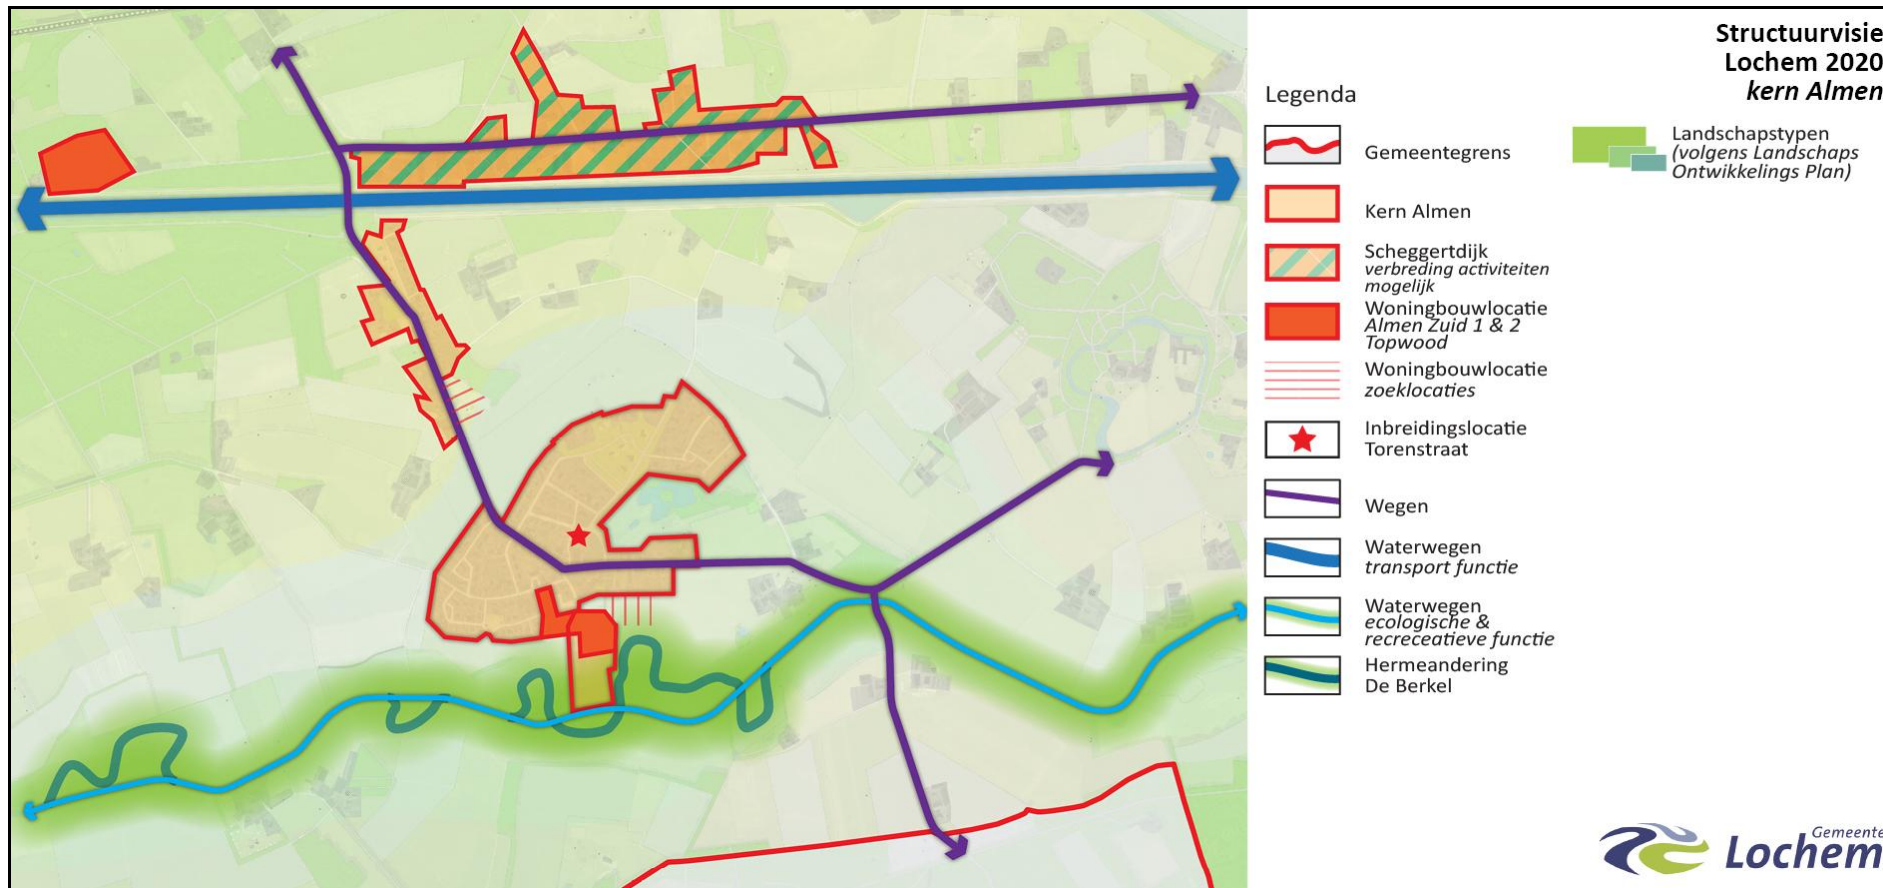 Structuurvisie
Lochem 2020
kern Almen
Legenda
Gemeentegrens
Kern Almen
Scheggertdijk
verbreding activiteiten
mogelijk
Woningbouwlocatie
Almen Zuid 1 & 2
Topwood
Woningbouwlocatie
zoeklocaties
Inbreidingslocatie
Torenstraat
Wegen
Waterwegen
transport functie
Waterwegen
ecologische &
recreceatieve functie
Hermeandering
De Berkel
Landschapstypen
(volgens Landschaps
Ontwikkelings Plan)
Gemeente
Lochem